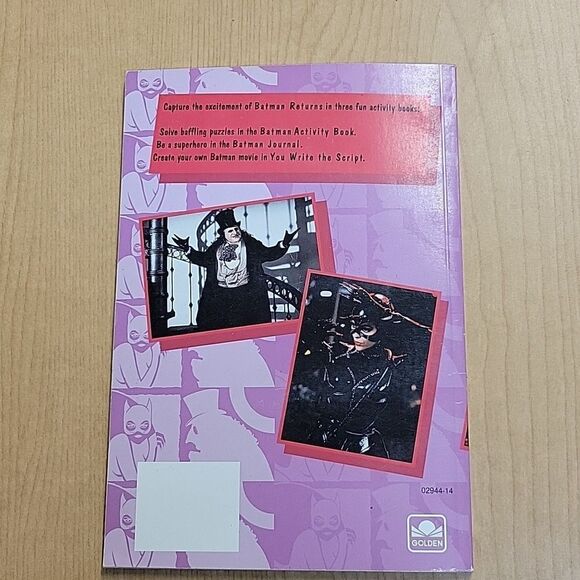 Capture the excitement of Batman Returns in three fun activity books:
Solve baffling puzzles in the Batman Activity Book.
Be a superhero in the Batman Journal.
Create your own Batman movie in You Write the Script.
02944-14
GOLDEN